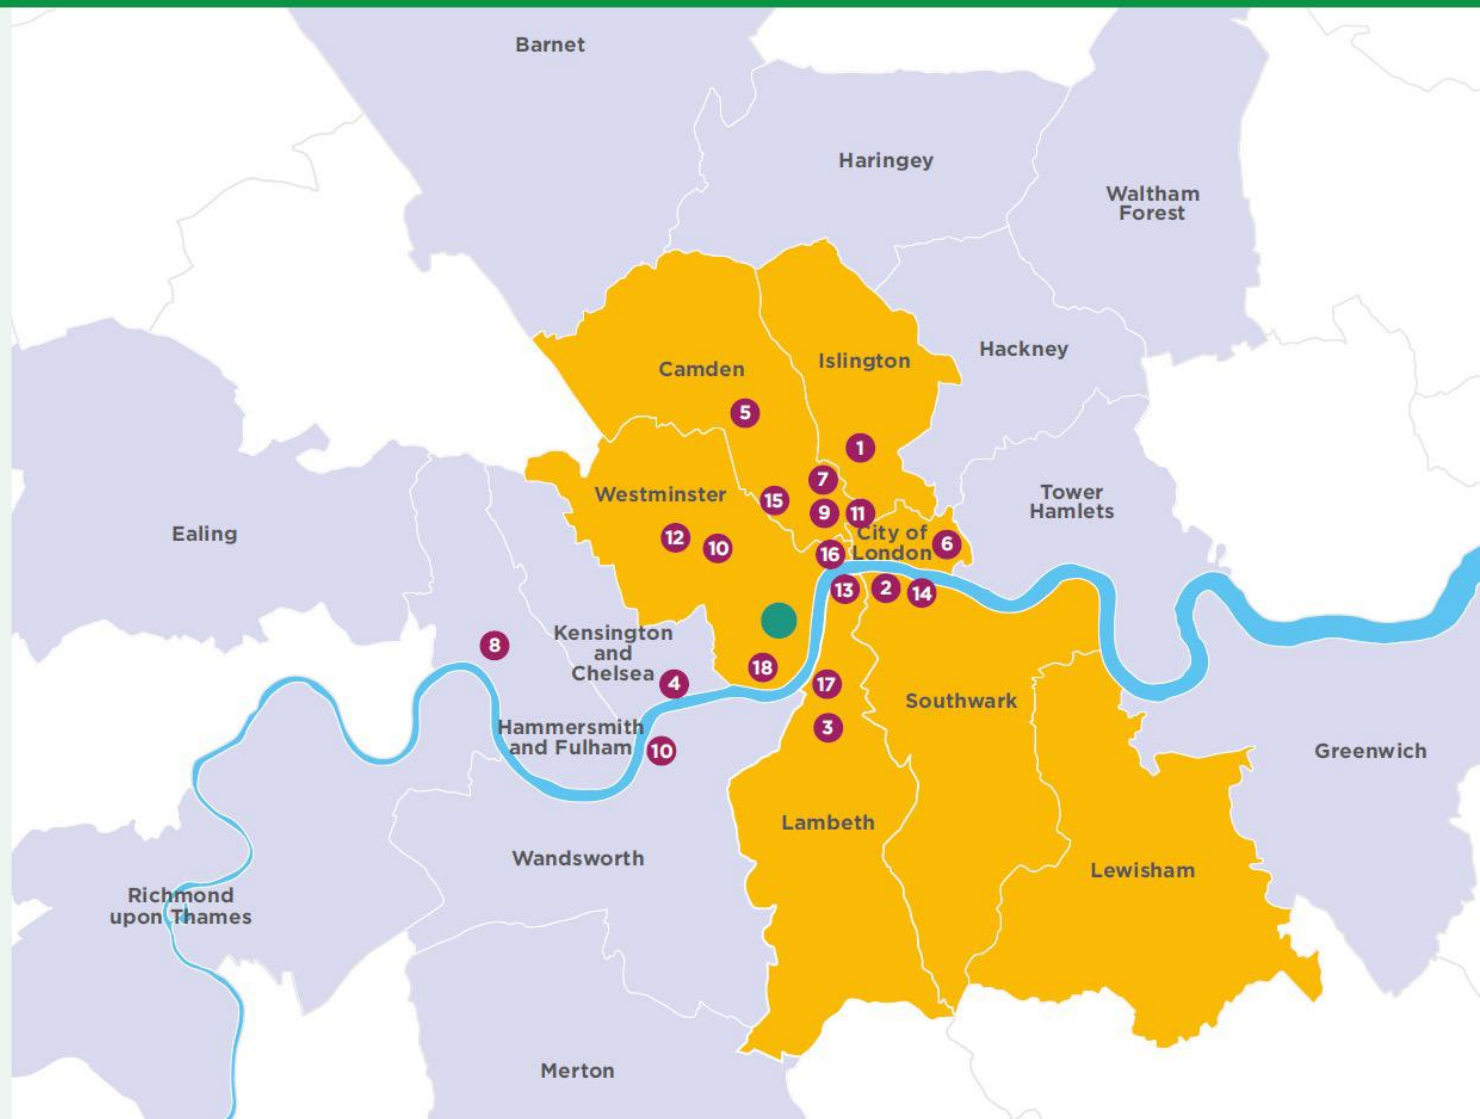 Barnet
Haringey
Waltham
Forest
Camden
Islington
Hackney
5
1
7
Westminster
15
Tower
Hamlets
9
11
Ealing
12
10
City of
London
6
16
13
2
14
Kensington
and
Chelsea
8
18
4
17
Southwark
Hammersmith
and Fulham
3
10
Greenwich
Lambeth
Wandsworth
Lewisham
Richmond
upon Thames
Merton